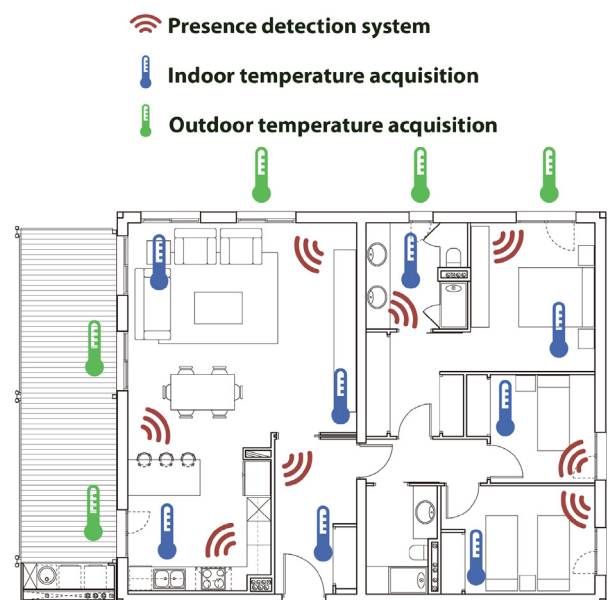 Presence detection system
Indoor temperature acquisition
Outdoor temperature acquisition